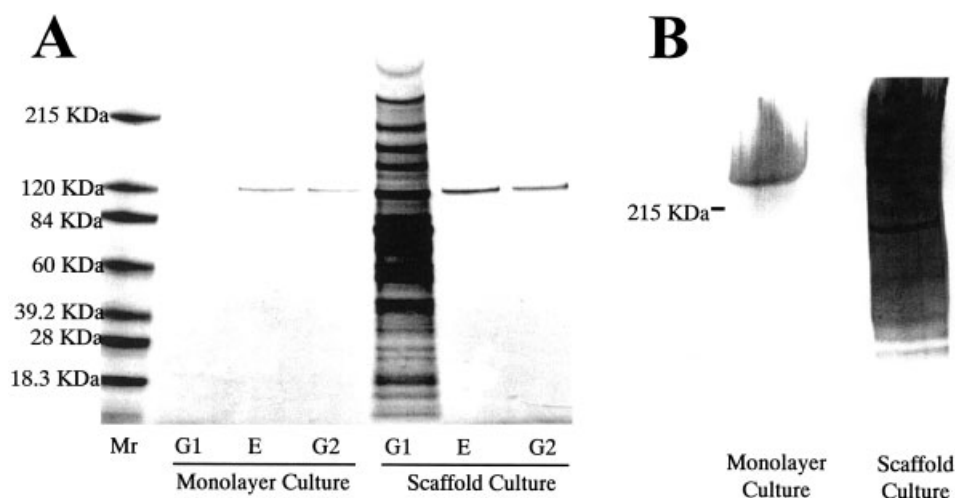 A
215 KDa
120 KDa
84 KDa
60 KDa
39.2 KDa
28 KDa
18.3 KDa
Mr G1 E G2 G1 E G2
Monolayer Culture Scaffold Culture
B
215 KDa
Monolayer Culture
Scaffold Culture